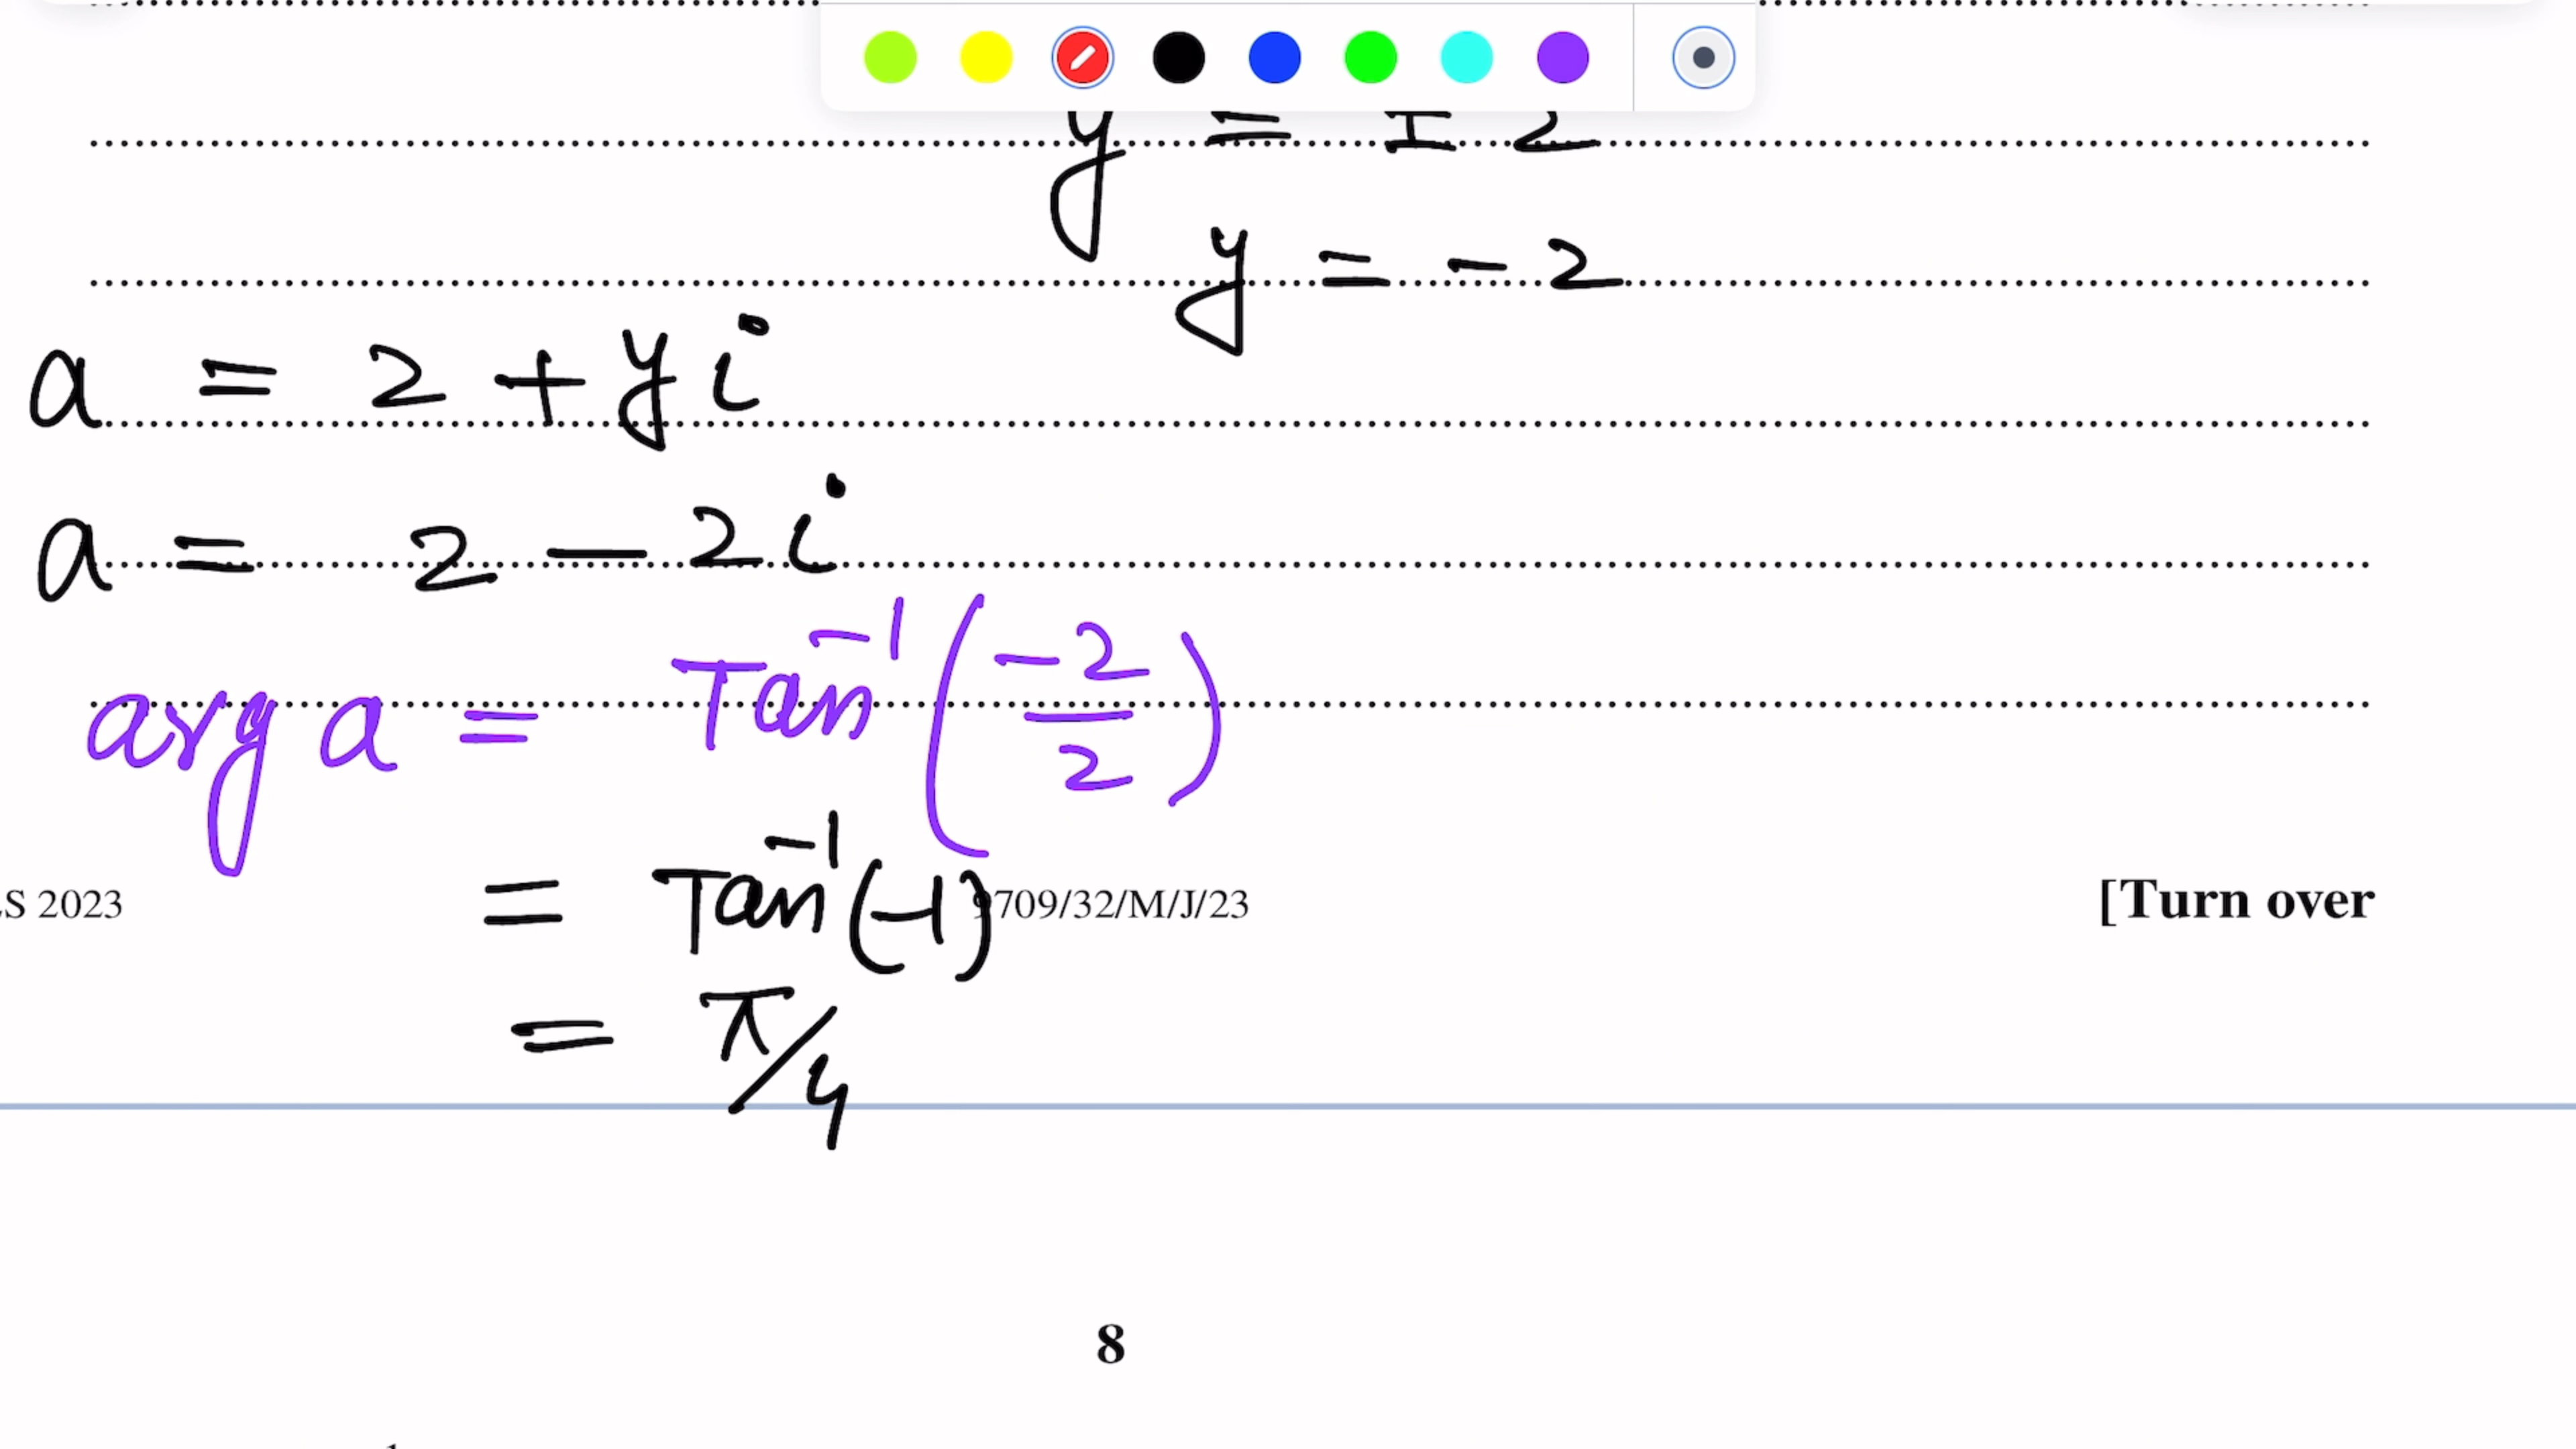 y = ± 2
y = - 2
a = 2 + yi
a = 2 - 2i
arg a = Tan⁻¹(-2/2)
= Tan⁻¹(-1)
S 2023 9709/32/M/J/23 [Turn over
= π/4
8